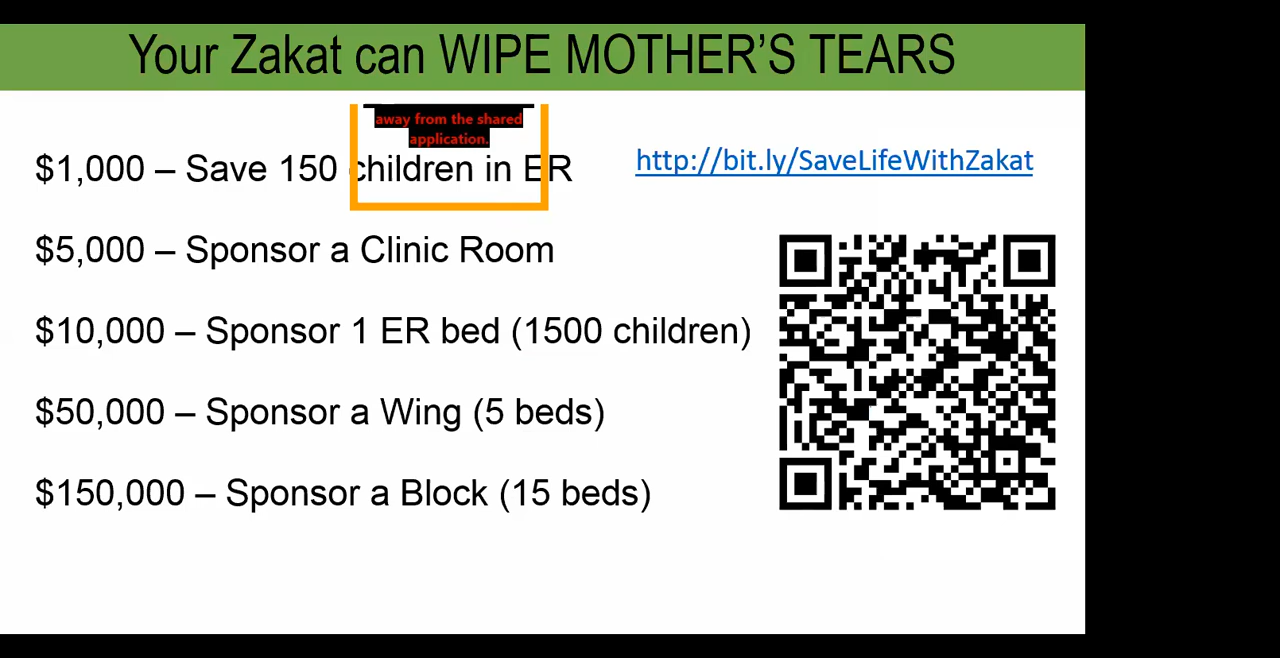 Your Zakat can WIPE MOTHER'S TEARS
away from the shared
application.
$1,000 – Save 150 children in ER
http://bit.ly/SaveLifeWithZakat
$5,000 – Sponsor a Clinic Room
$10,000 – Sponsor 1 ER bed (1500 children)
$50,000 – Sponsor a Wing (5 beds)
$150,000 – Sponsor a Block (15 beds)